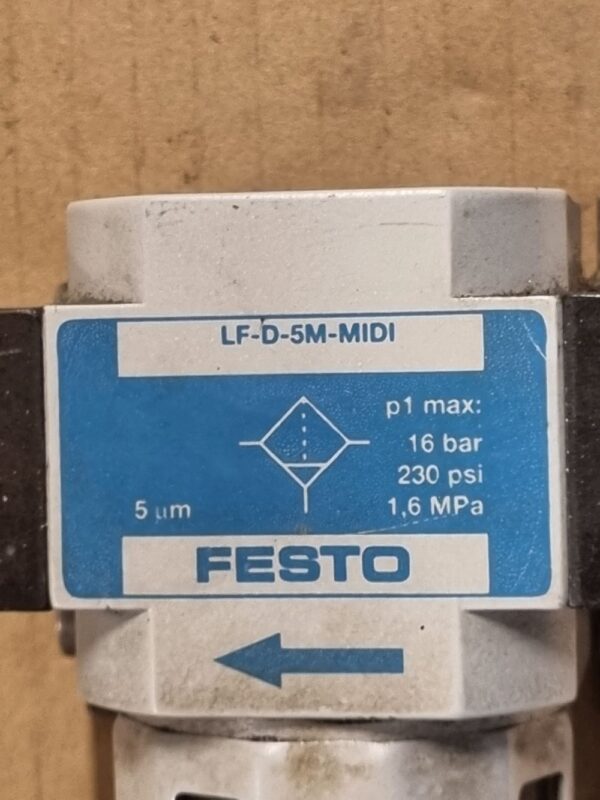 LF-D-5M-MIDI
p1 max:
16 bar
230 psi
5 µm
1,6 MPa
FESTO